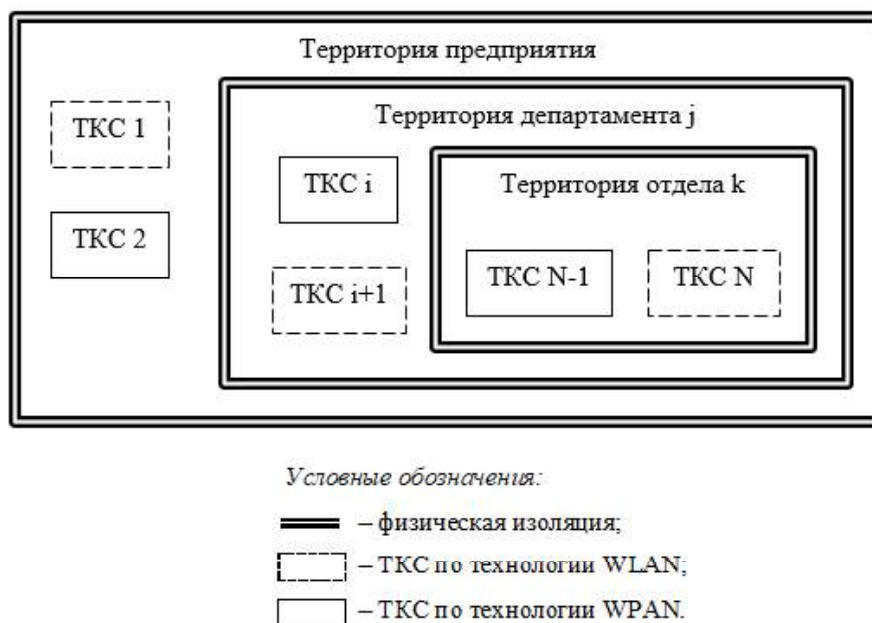 Территория предприятия
ТКС 1
Территория департамента j
ТКС i
Территория отдела k
ТКС 2
ТКС i+1
ТКС N-1
ТКС N
Условные обозначения:
– физическая изоляция;
– ТКС по технологии WLAN;
– ТКС по технологии WPAN.